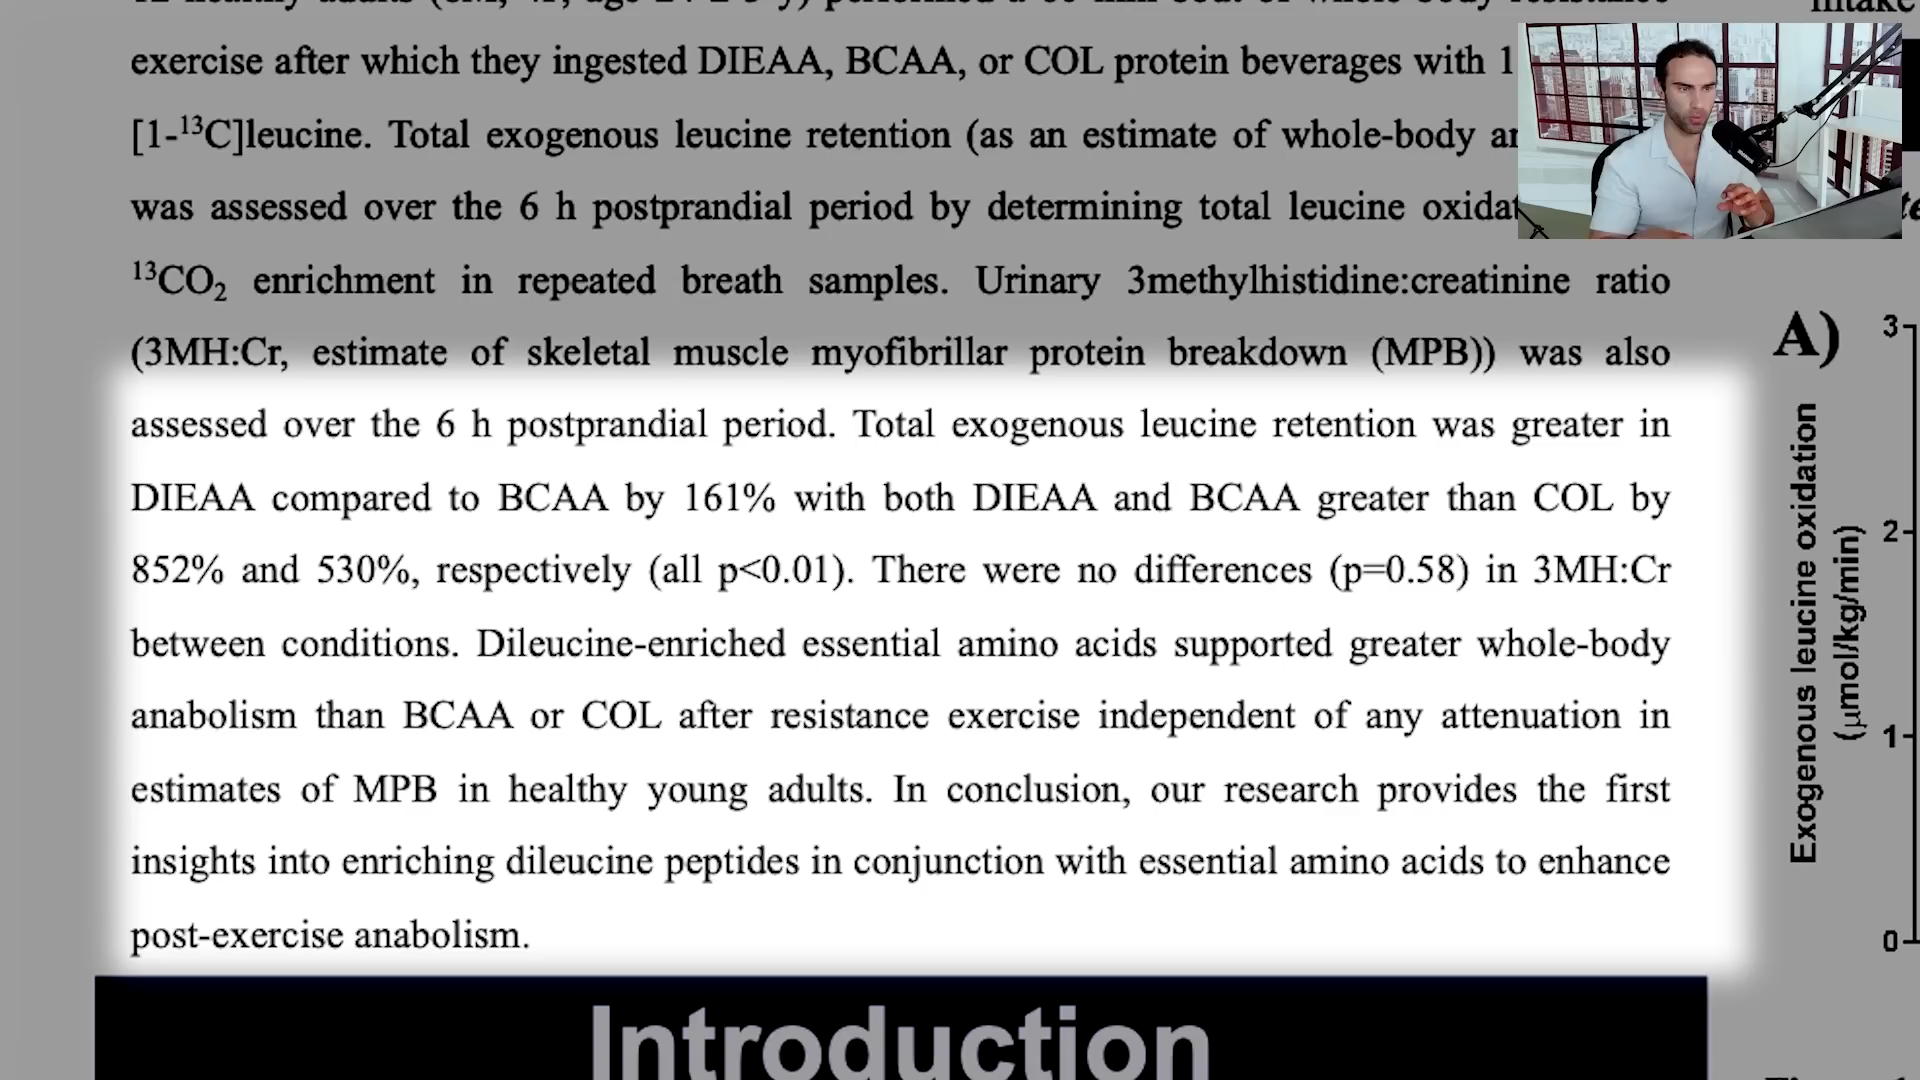 exercise after which they ingested DIEAA, BCAA, or COL protein beverages with 1
[1-¹³C]leucine. Total exogenous leucine retention (as an estimate of whole-body
was assessed over the 6 h postprandial period by determining total leucine
¹³CO₂ enrichment in repeated breath samples. Urinary 3methylhistidine:creatinine ratio
(3MH:Cr, estimate of skeletal muscle myofibrillar protein breakdown (MPB)) was also
assessed over the 6 h postprandial period. Total exogenous leucine retention was greater in
DIEAA compared to BCAA by 161% with both DIEAA and BCAA greater than COL by
852% and 530%, respectively (all p<0.01). There were no differences (p=0.58) in 3MH:Cr
between conditions. Dileucine-enriched essential amino acids supported greater whole-body
anabolism than BCAA or COL after resistance exercise independent of any attenuation in
estimates of MPB in healthy young adults. In conclusion, our research provides the first
insights into enriching dileucine peptides in conjunction with essential amino acids to enhance
post-exercise anabolism.
Introduction
intake
A)
Exogenous leucine oxidation
(μmol/kg/min)
3
2
1
0